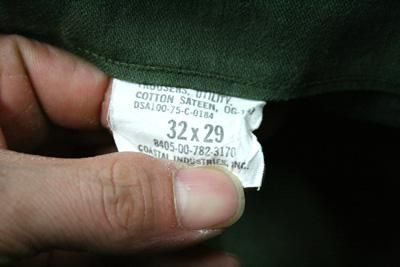 TROUSERS, UTILITY,
COTTON SATEEN, OG-107
DSA100-75-C-0184
32 x 29
8405-00-782-3170
COASTAL INDUSTRIES, INC.